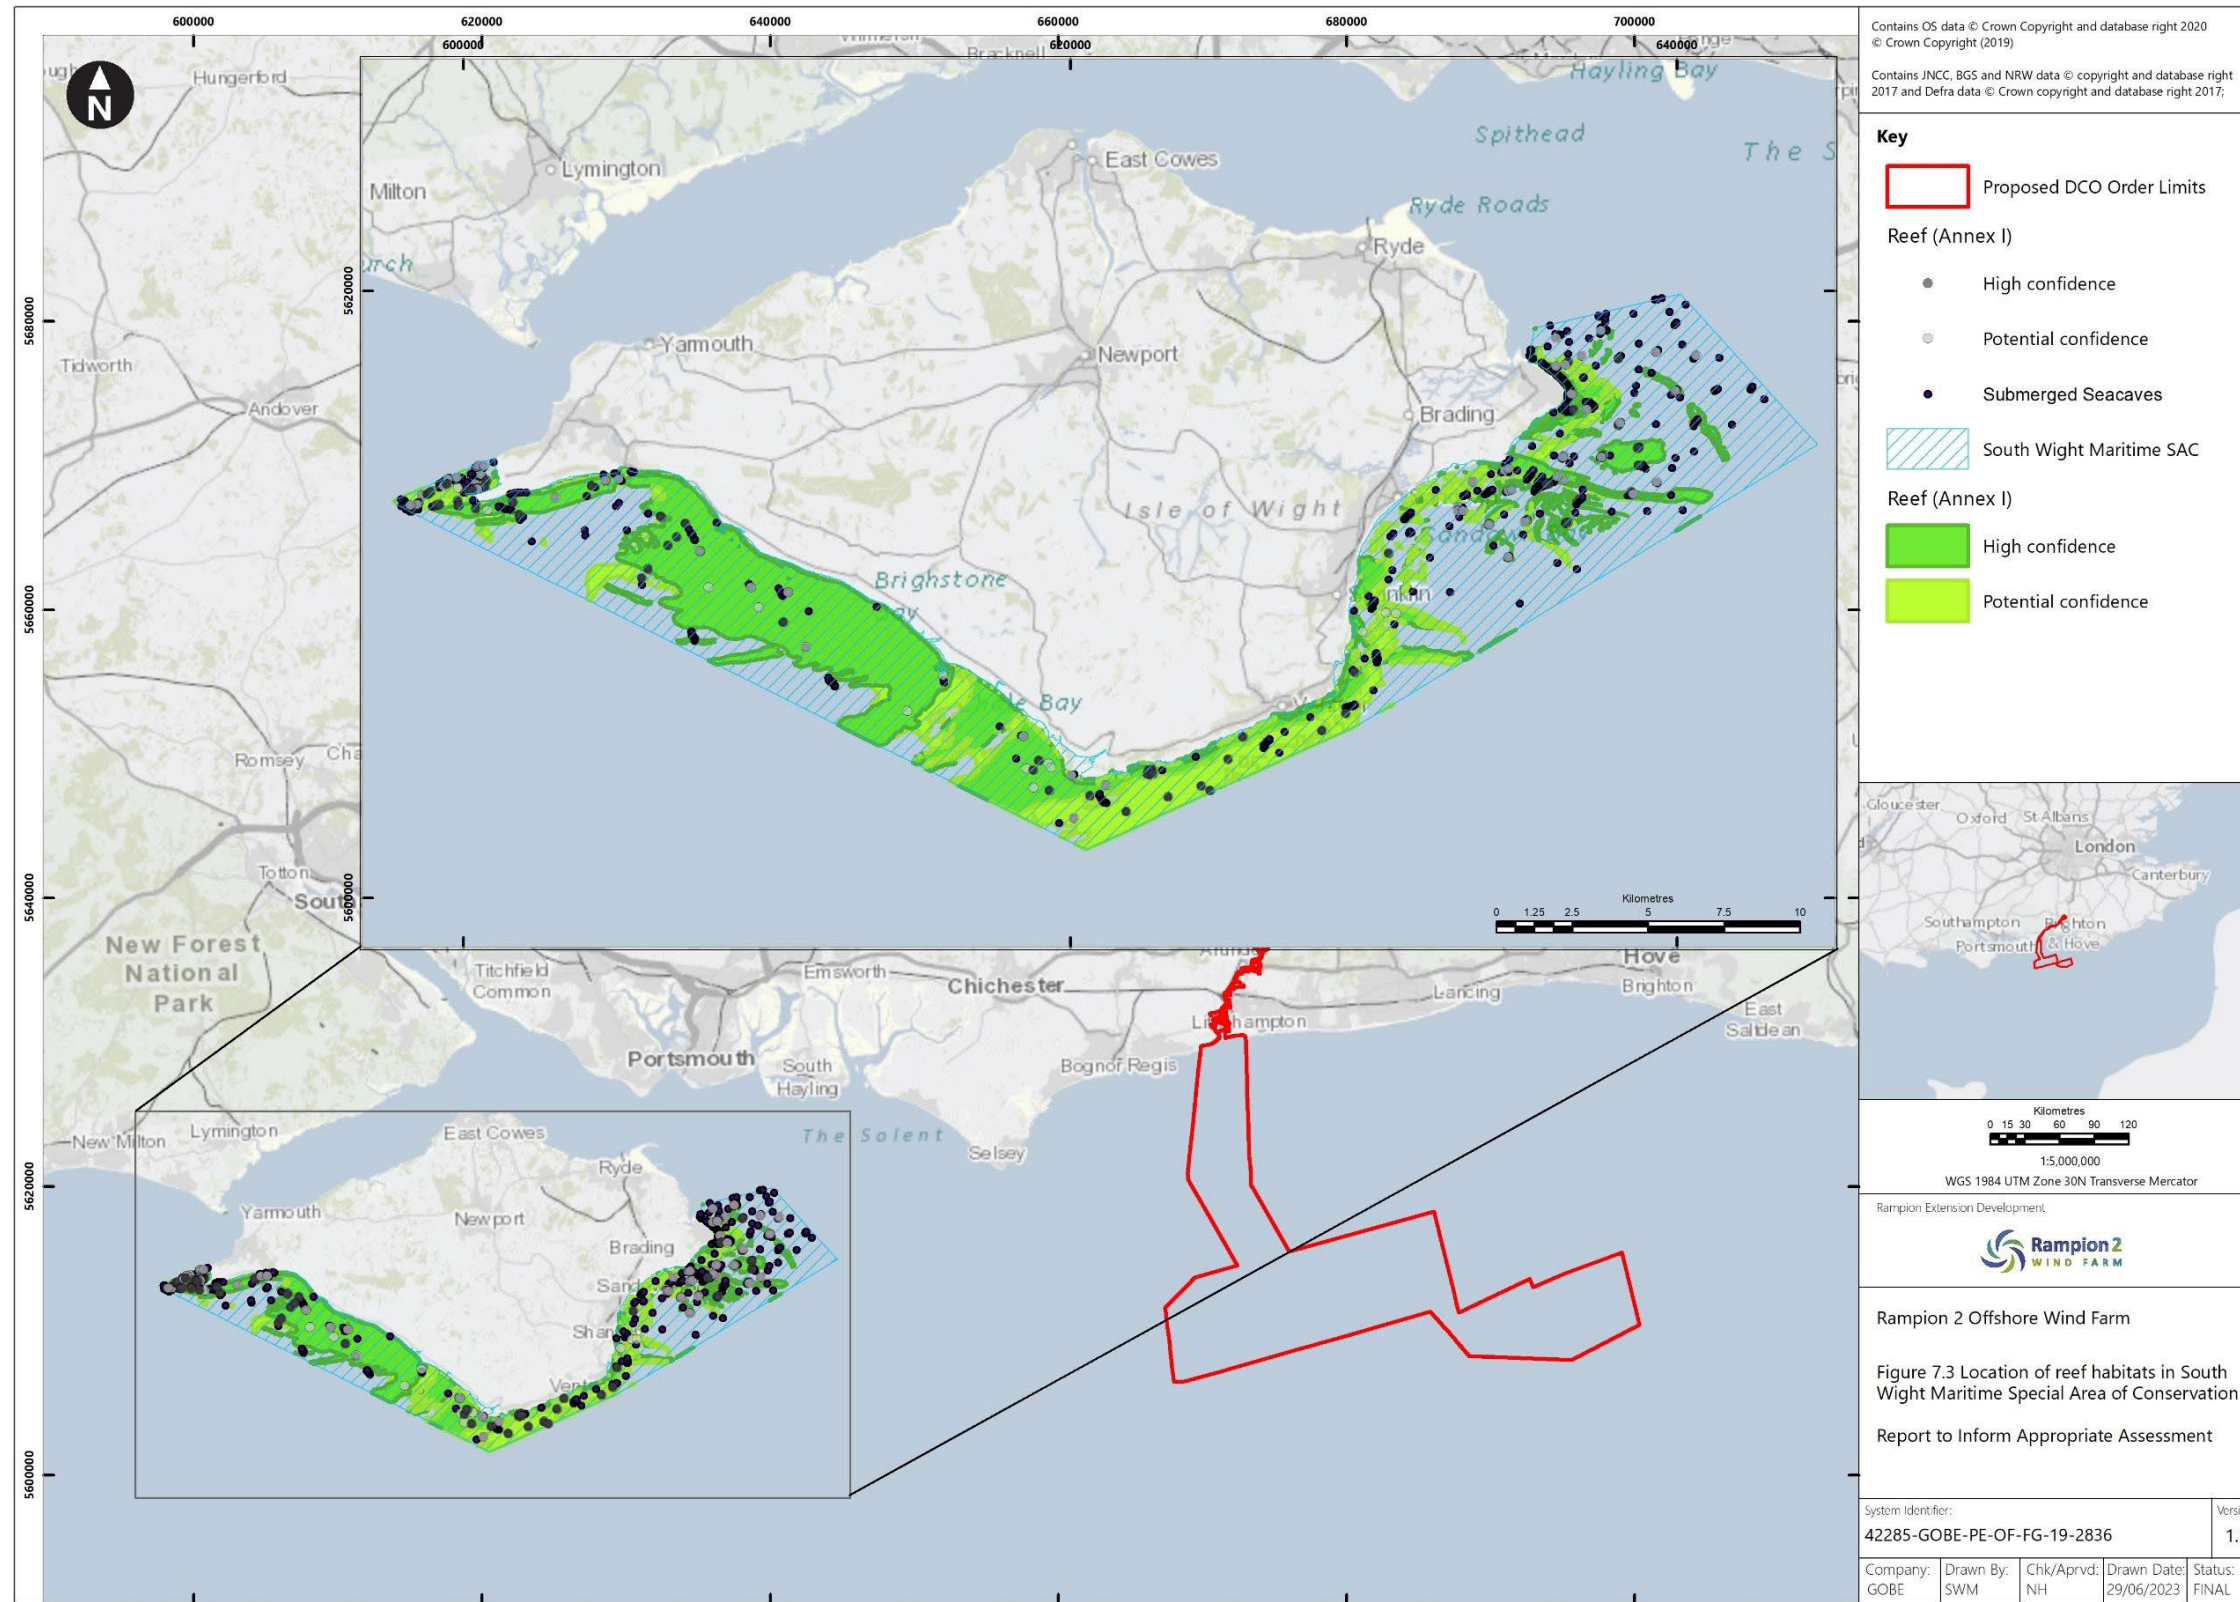 600000
620000
640000
660000
680000
700000
600000
620000
640000
Hungerford
Bracknell
Hayling Bay
Spithead
The S
Lymington
East Cowes
Milton
Ryde Roads
Ryde
urch
5620000
5680000
Yarmouth
Newport
Tidworth
Andover
Brading
Isle of Wight
Brighstone
5660000
Bay
Romsey
Cha
Totton
South
5640000
5600000
Kilometres
0 1.25 2.5 5 7.5 10
New Forest
National
Park
Titchfield
Common
Emsworth
Chichester
Hove
Lancing
Brighton
East
Saltdean
Portsmouth
South
Hayling
Bognor Regis
New Milton
Lymington
East Cowes
The Solent
Selsey
Ryde
5620000
Yarmouth
Newport
Brading
Sand
Shan
Vent
5600000
N
Contains OS data © Crown Copyright and database right 2020
© Crown Copyright (2019)
Contains JNCC, BGS and NRW data © copyright and database right
2017 and Defra data © Crown copyright and database right 2017;
Key
Proposed DCO Order Limits
Reef (Annex I)
High confidence
Potential confidence
Submerged Seacaves
South Wight Maritime SAC
Reef (Annex I)
High confidence
Potential confidence
Gloucester
Oxford
St Albans
London
Canterbury
Southampton
Portsmouth
& Hove
Kilometres
0 15 30 60 90 120
1:5,000,000
WGS 1984 UTM Zone 30N Transverse Mercator
Rampion Extension Development
Rampion 2
WIND FARM
Rampion 2 Offshore Wind Farm
Figure 7.3 Location of reef habitats in South
Wight Maritime Special Area of Conservation
Report to Inform Appropriate Assessment
System Identifier:
42285-GOBE-PE-OF-FG-19-2836
Versi
1.
Company: Drawn By: Chk/Aprvd: Drawn Date: Status:
GOBE SWM NH 29/06/2023 FINAL